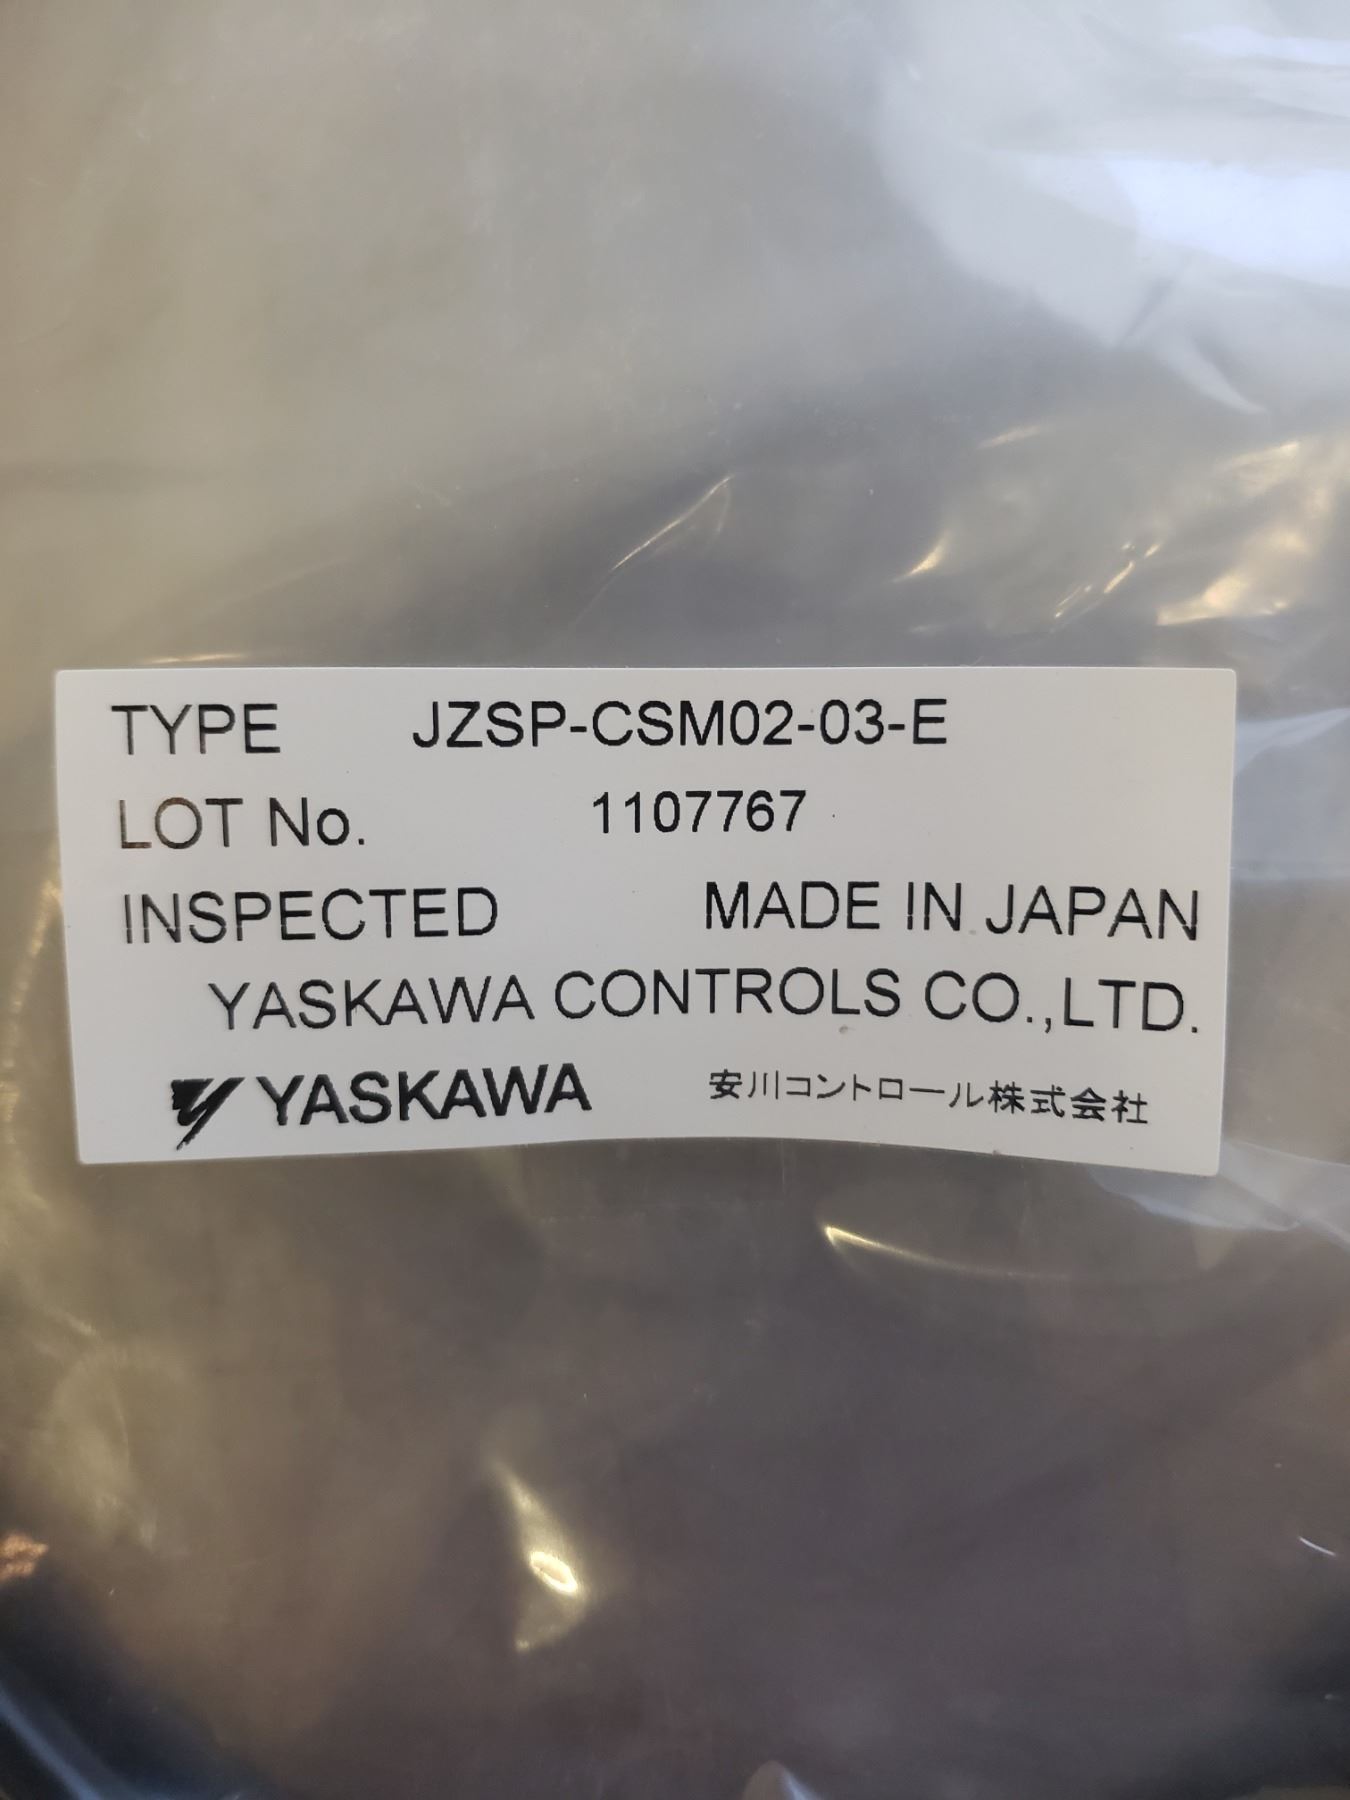 TYPE JZSP-CSM02-03-E
LOT No. 1107767
INSPECTED MADE IN JAPAN
YASKAWA CONTROLS CO.,LTD.
YASKAWA 安川コントロール株式会社